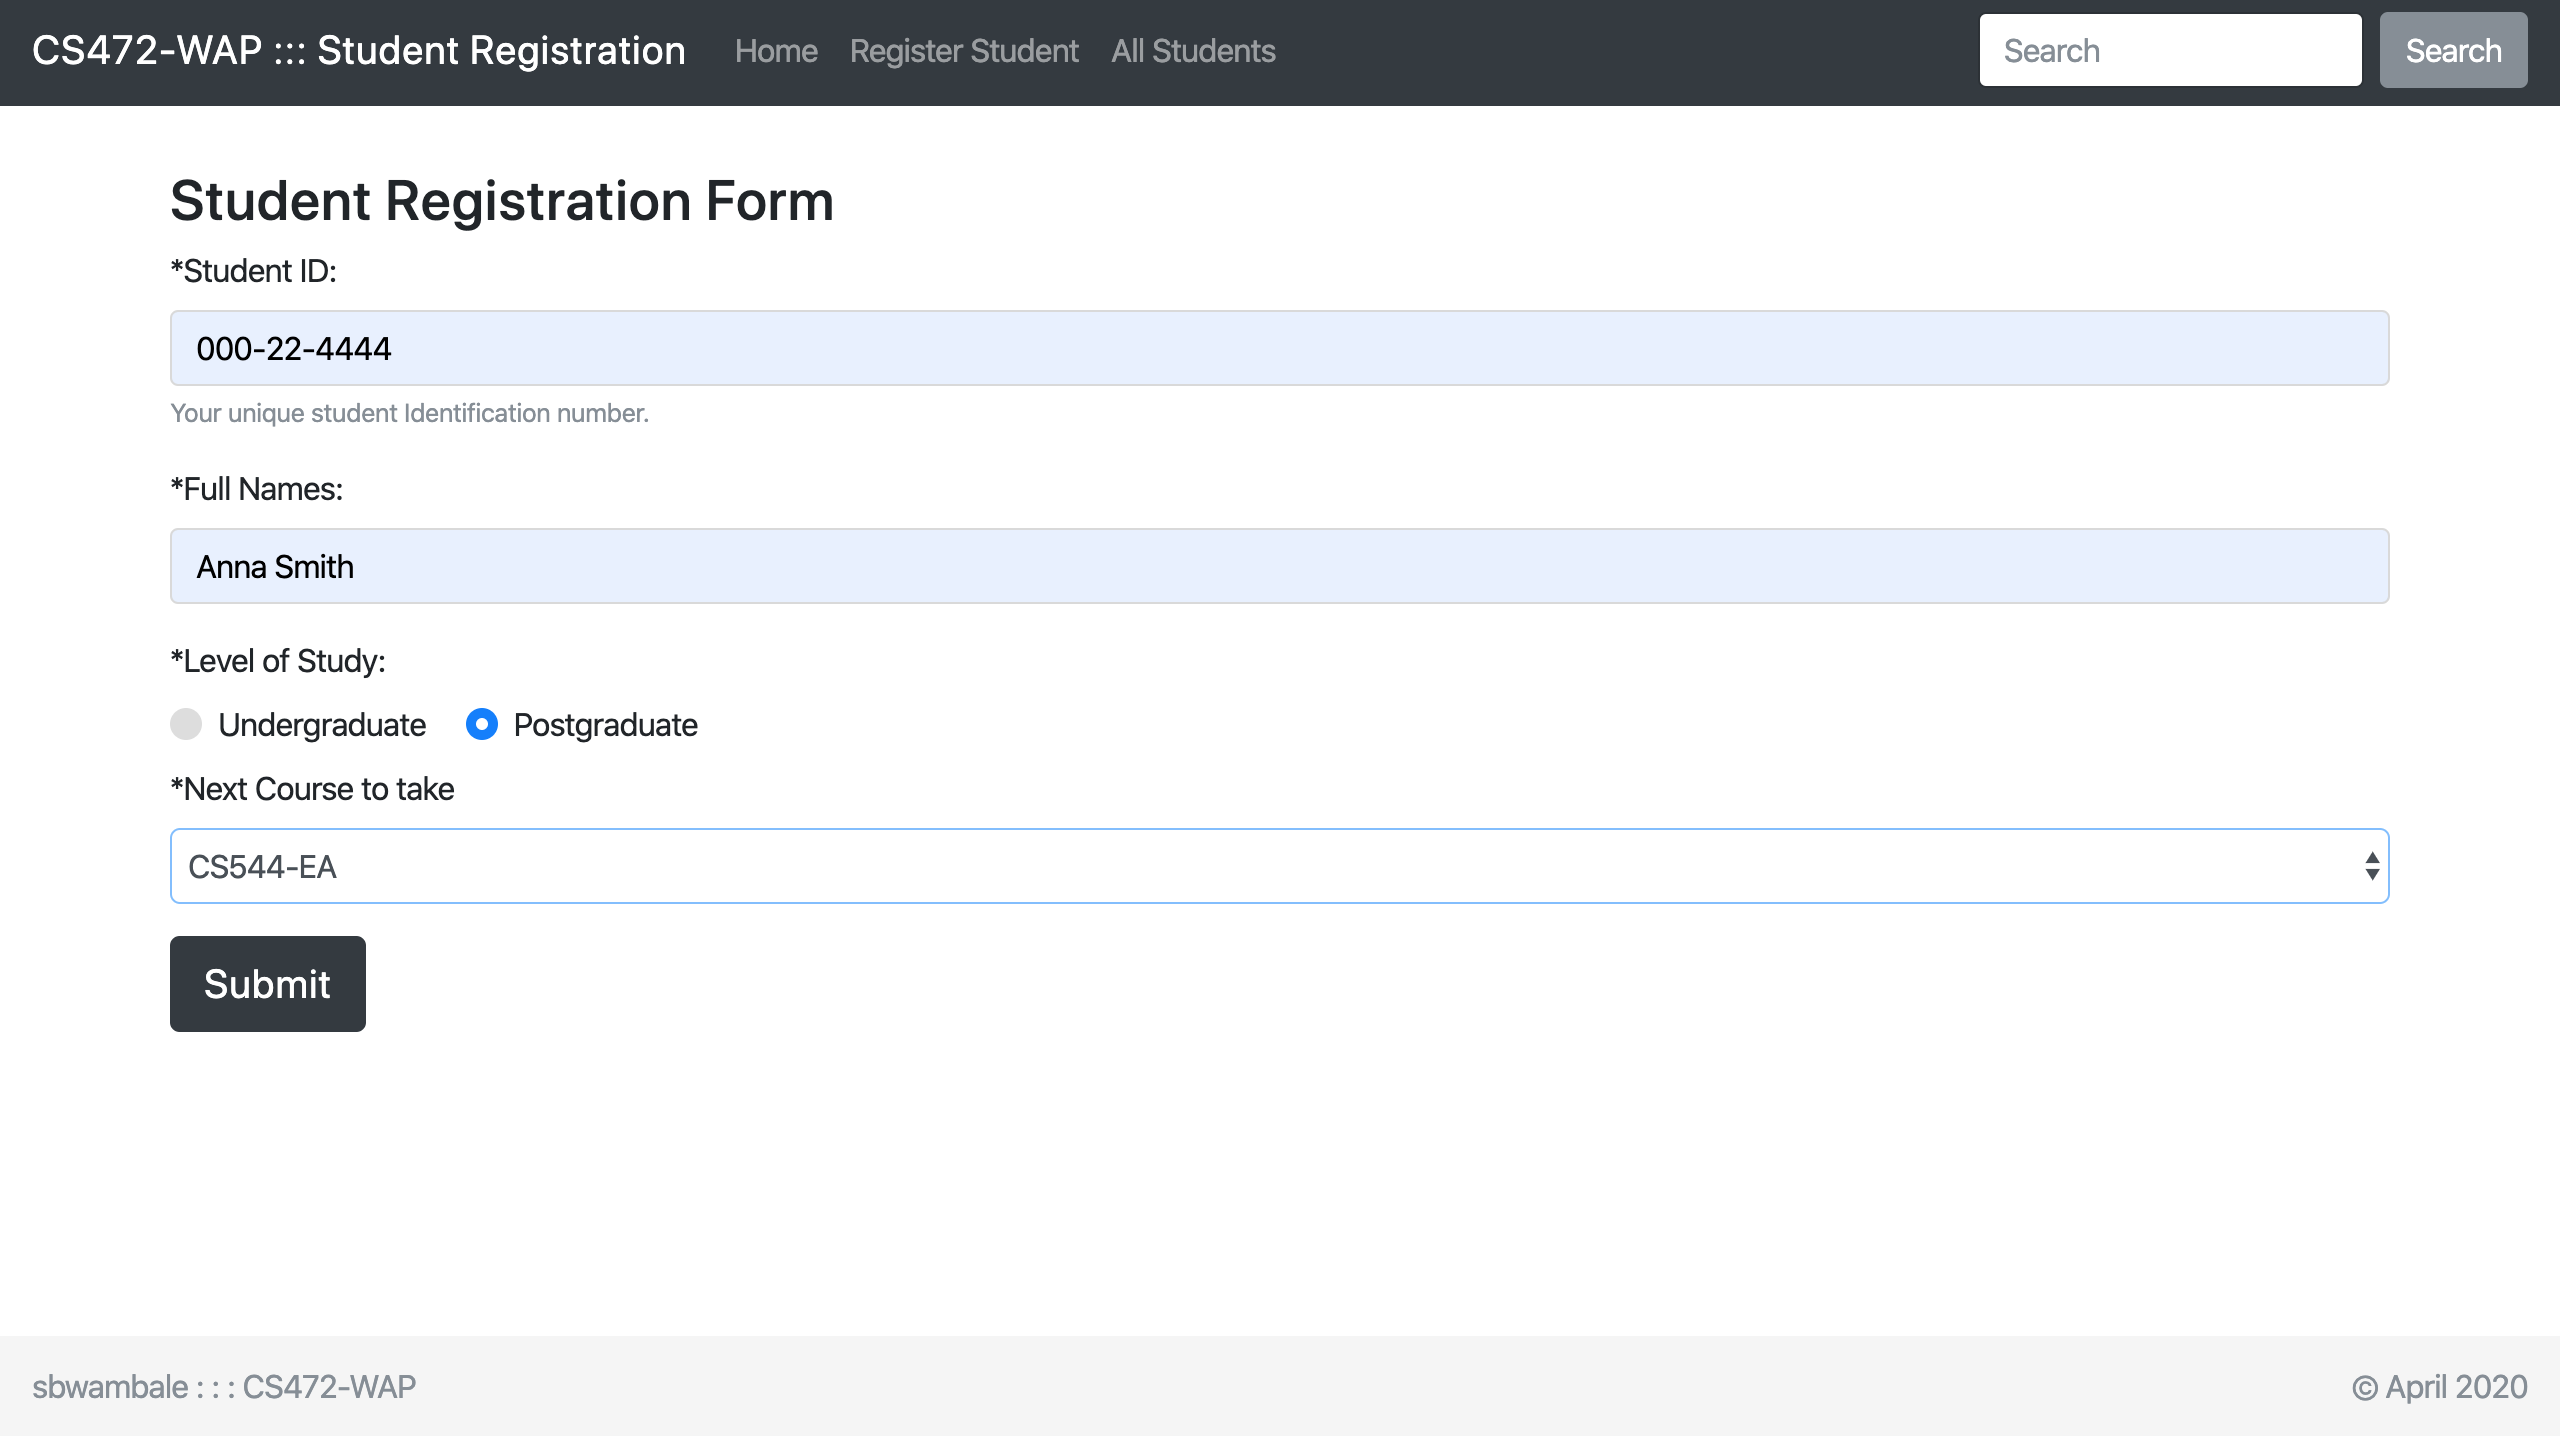 CS472-WAP ::: Student Registration Home Register Student All Students Search Search
Student Registration Form
*Student ID:
000-22-4444
Your unique student Identification number.
*Full Names:
Anna Smith
*Level of Study:
Undergraduate Postgraduate
*Next Course to take
CS544-EA
Submit
sbwambale : : : CS472-WAP © April 2020